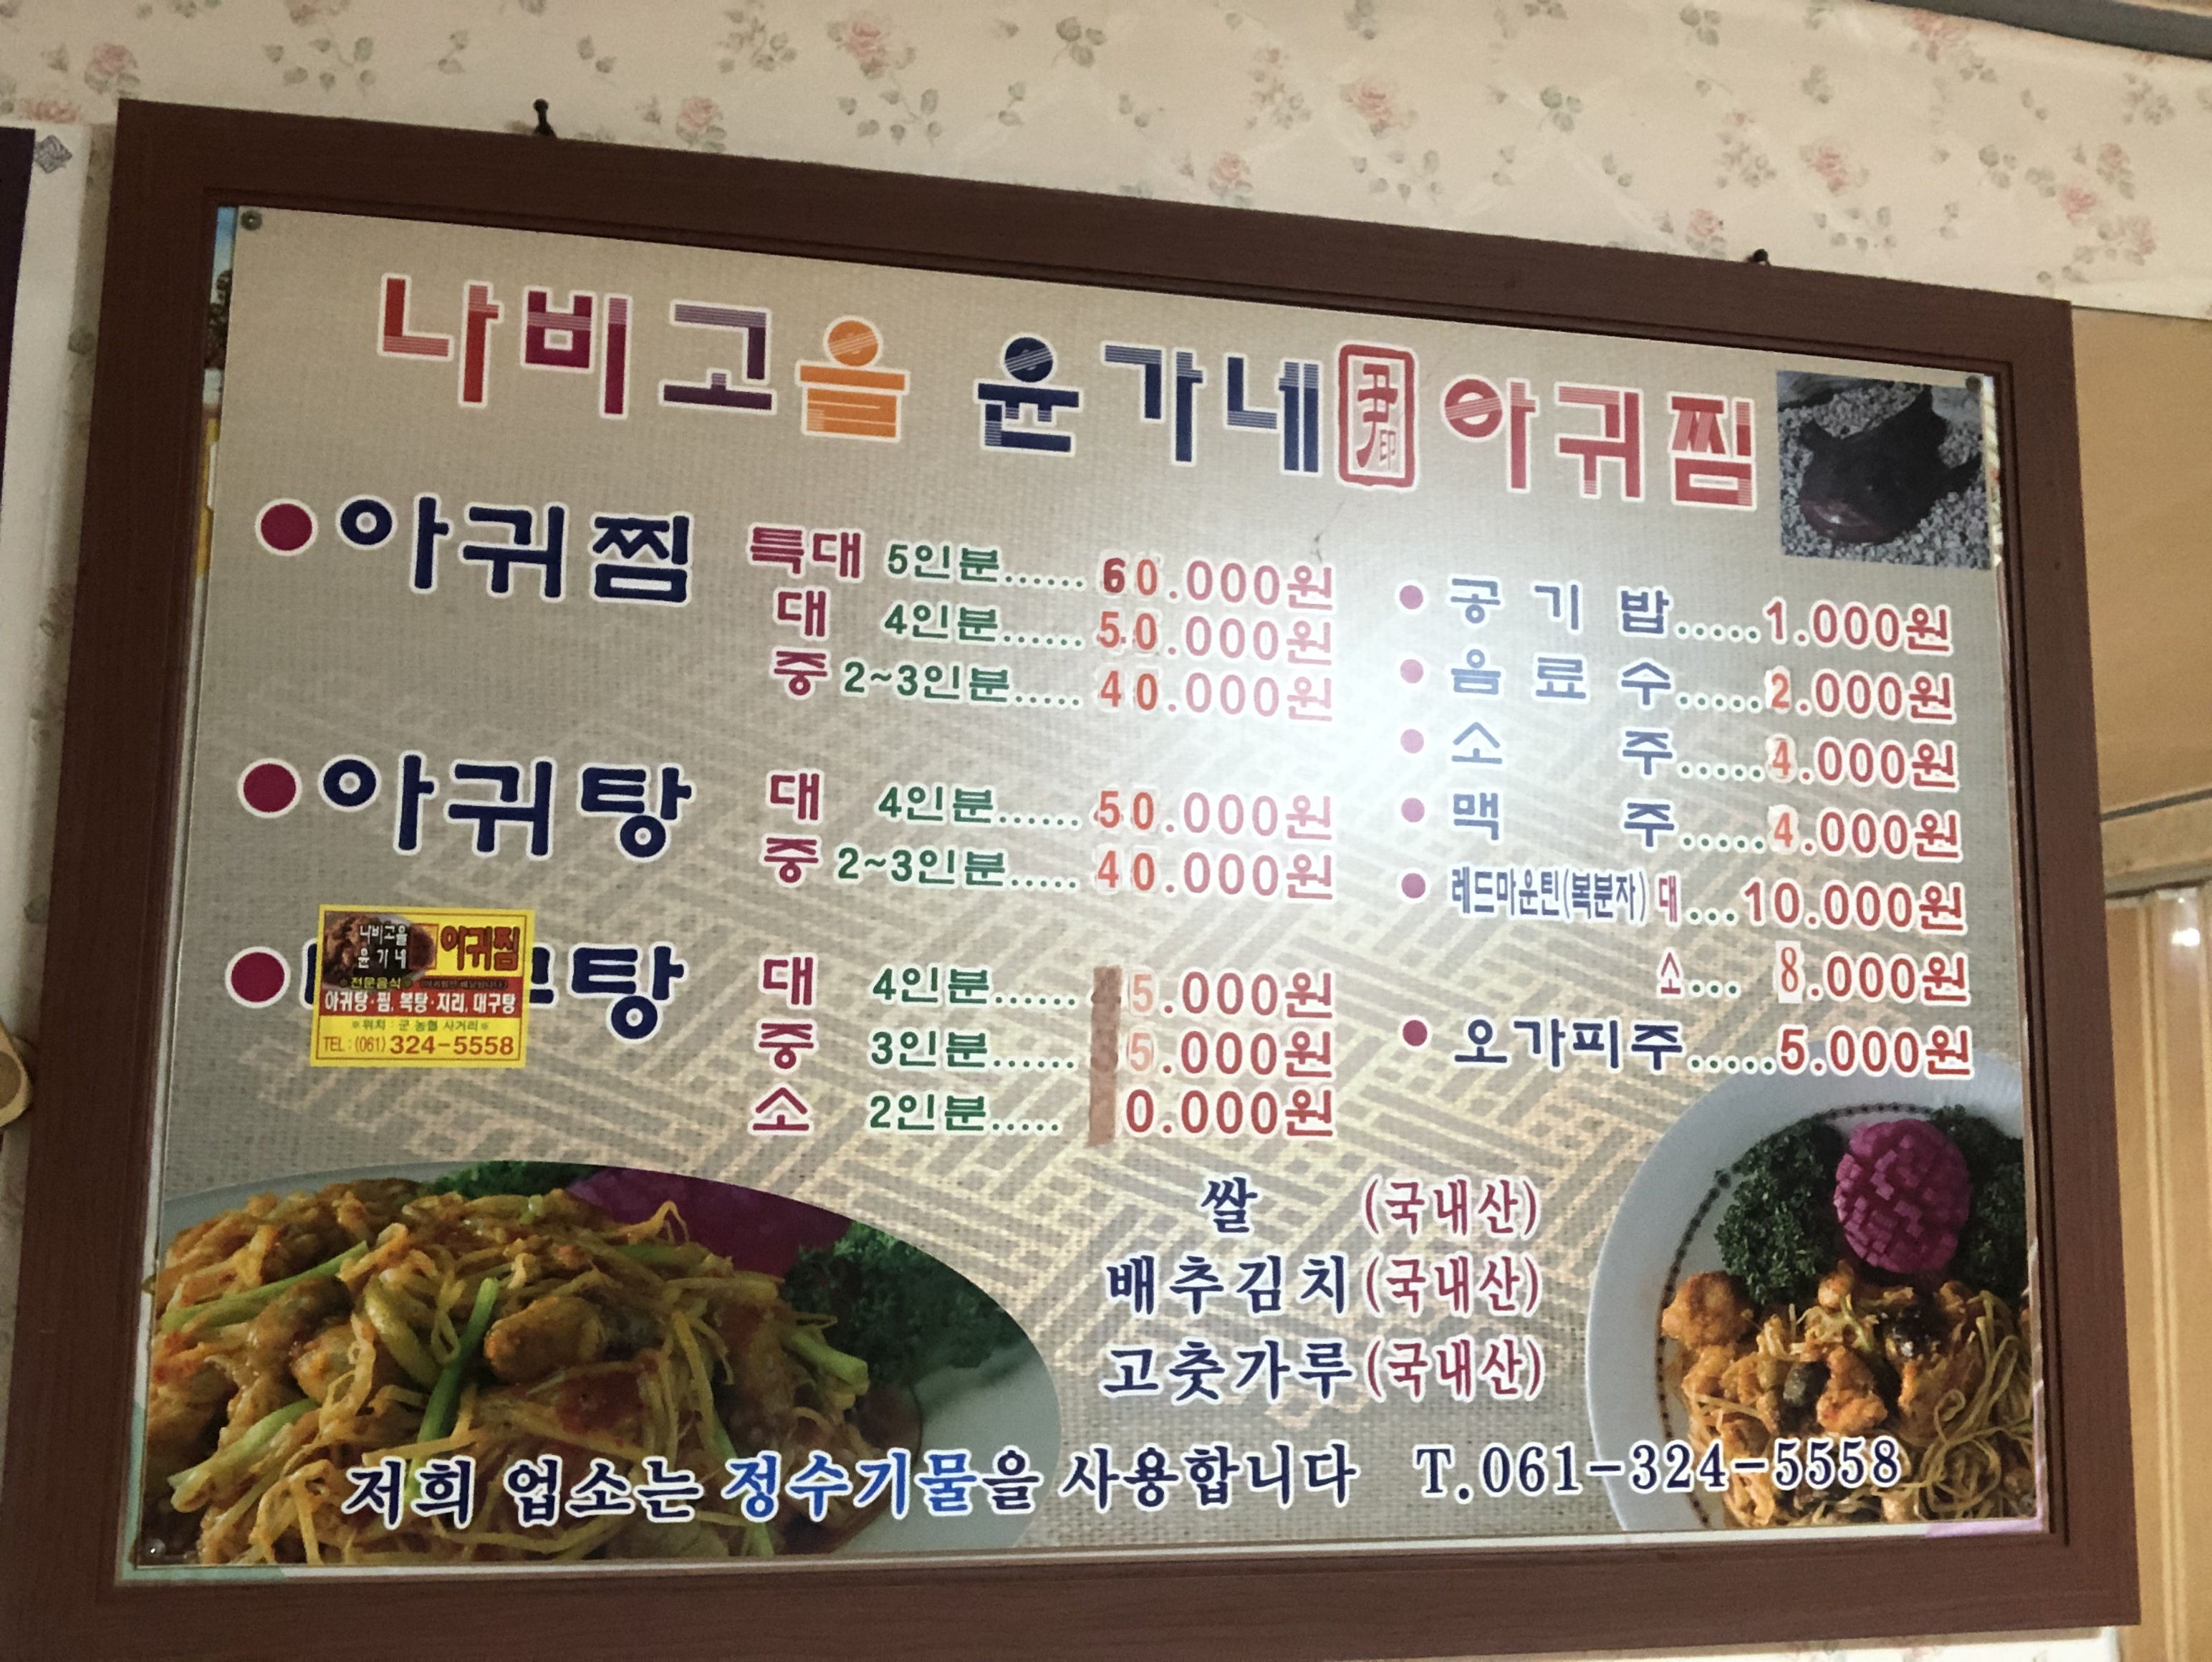 나비고을 윤가네 尹印 아귀찜
아귀찜 특대 5인분...... 60.000원
대 4인분...... 50.000원
중 2~3인분..... 40.000원
아귀탕 대 4인분...... 50.000원
중 2~3인분..... 40.000원
탕 대 4인분...... 5.000원
중 3인분...... 5.000원
소 2인분..... 0.000원
나비고을
윤가네
아귀찜
전문음식
아귀탕·찜, 복탕·지리, 대구탕
※위치 : 군 농협 사거리※
TEL : (061) 324-5558
공기밥.....1.000원
음료수.....2.000원
소주.....4.000원
맥주.....4.000원
레드마운틴(복분자) 대...10.000원
소... 8.000원
오가피주.....5.000원
쌀 (국내산)
배추김치(국내산)
고춧가루(국내산)
저희 업소는 정수기물을 사용합니다 T.061-324-5558